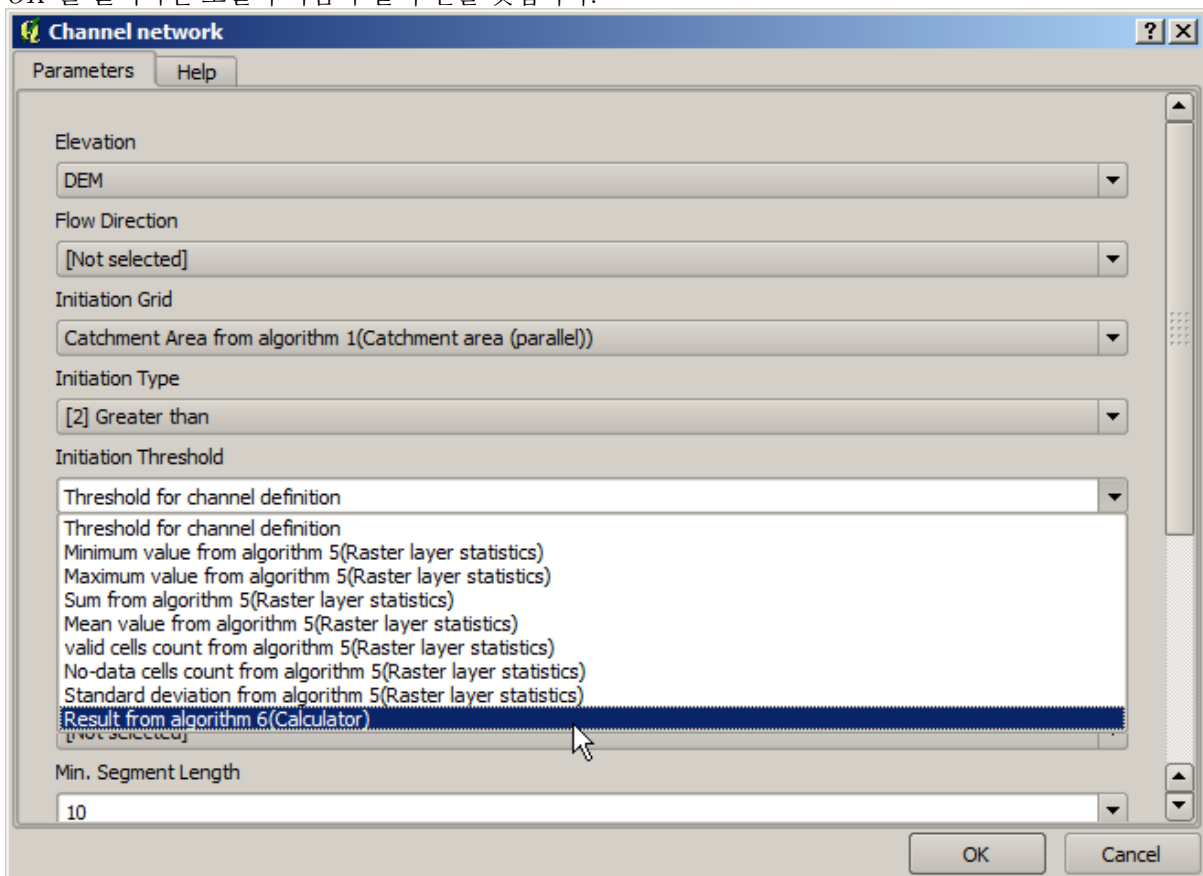 Channel network
Parameters
Help
Elevation
DEM
Flow Direction
[Not selected]
Initiation Grid
Catchment Area from algorithm 1(Catchment area (parallel))
Initiation Type
[2] Greater than
Initiation Threshold
Threshold for channel definition
Threshold for channel definition
Minimum value from algorithm 5(Raster layer statistics)
Maximum value from algorithm 5(Raster layer statistics)
Sum from algorithm 5(Raster layer statistics)
Mean value from algorithm 5(Raster layer statistics)
valid cells count from algorithm 5(Raster layer statistics)
No-data cells count from algorithm 5(Raster layer statistics)
Standard deviation from algorithm 5(Raster layer statistics)
Result from algorithm 6(Calculator)
[Not selected]
Min. Segment Length
10
OK
Cancel